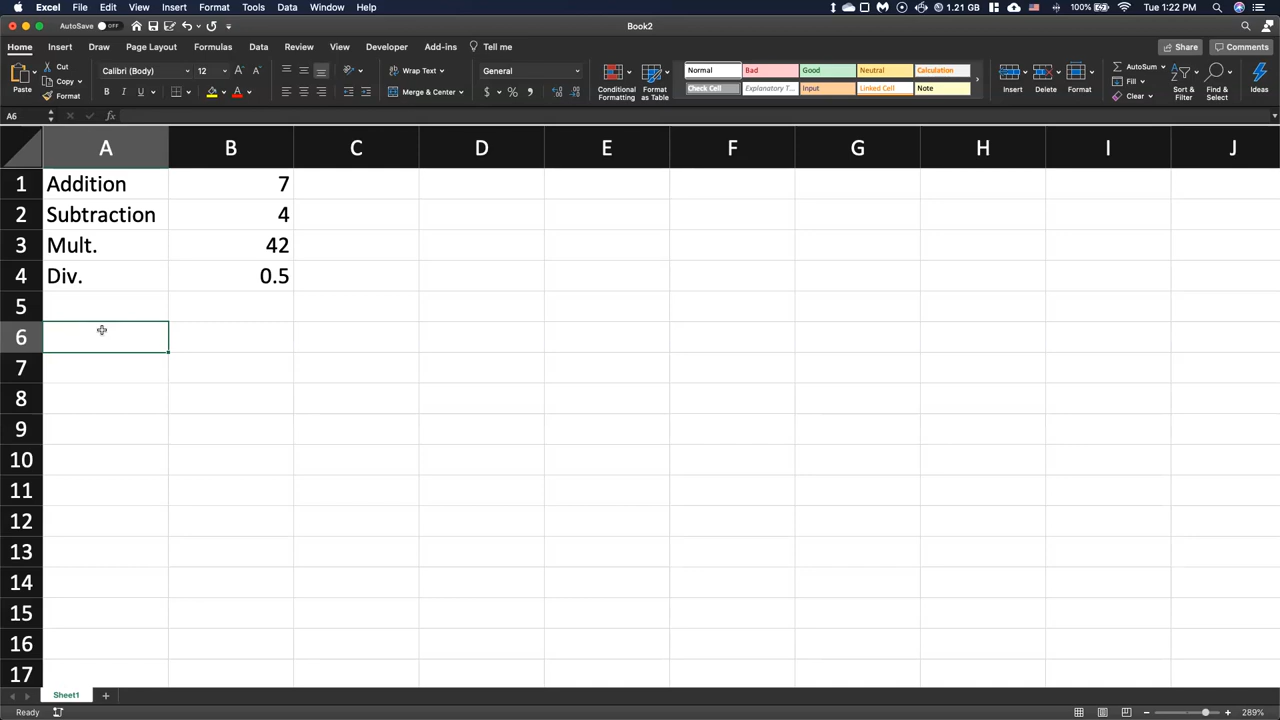 Excel File Edit View Insert Format Tools Data Window Help 1.21 GB 100% Tue 1:22 PM
AutoSave OFF Book2
Home Insert Draw Page Layout Formulas Data Review View Developer Add-ins Tell me Share Comments
Paste Cut Copy Format Calibri (Body) 12 A A Wrap Text General Conditional Formatting Format as Table Normal Bad Good Neutral Calculation Insert Delete Format AutoSum Fill Clear Sort & Filter Find & Select Ideas
B I U A Merge & Center $ % Check Cell Explanatory T... Input Linked Cell Note
A6 fx
A B C D E F G H I J
1 Addition 7
2 Subtraction 4
3 Mult. 42
4 Div. 0.5
5
6
7
8
9
10
11
12
13
14
15
16
17
Sheet1 +
Ready 289%